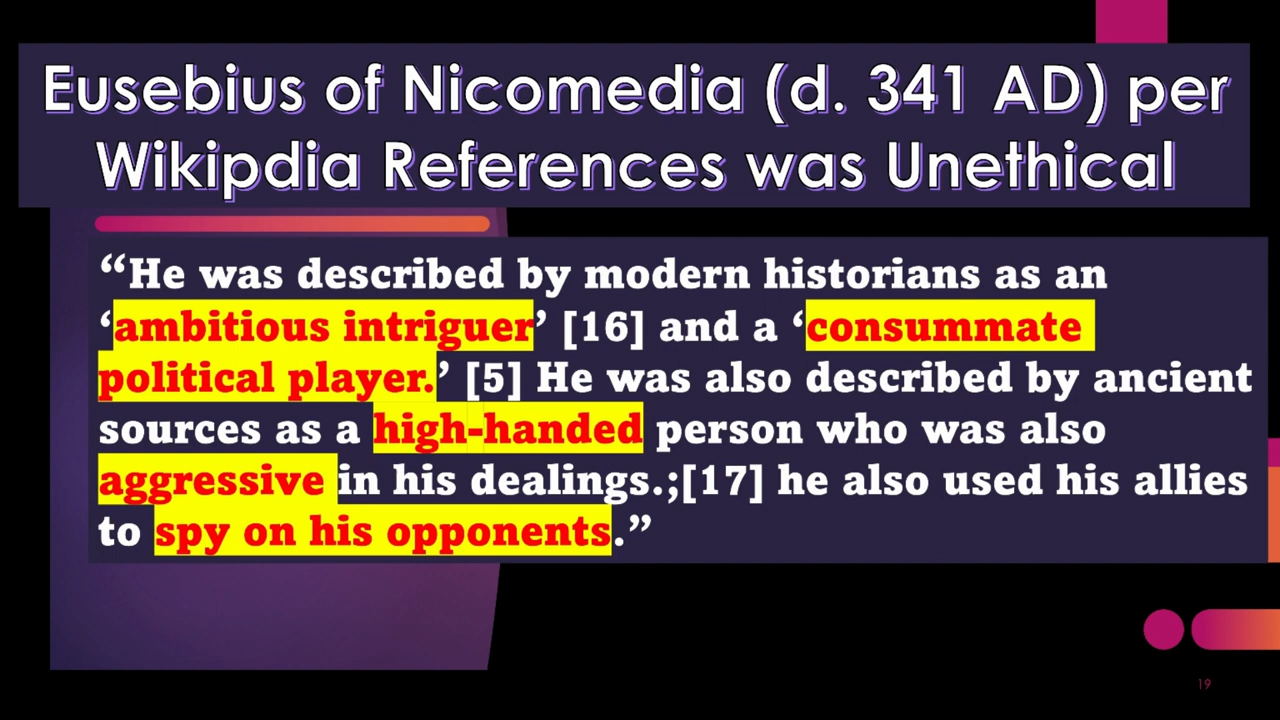 Eusebius of Nicomedia (d. 341 AD) per
Wikipdia References was Unethical
“He was described by modern historians as an
‘ambitious intriguer’ [16] and a ‘consummate
political player.’ [5] He was also described by ancient
sources as a high-handed person who was also
aggressive in his dealings.;[17] he also used his allies
to spy on his opponents.”
19